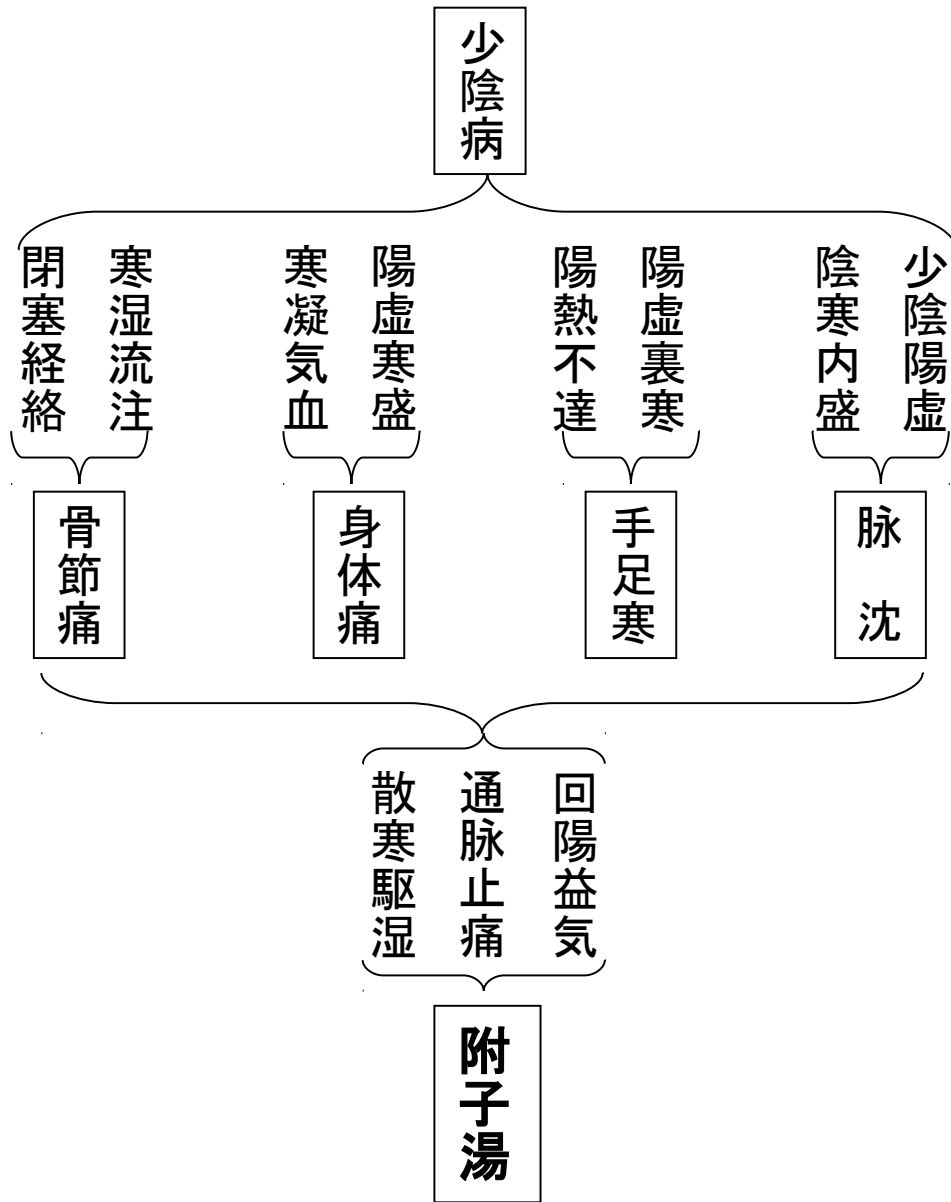 少陰病
少陰陽虚
陰寒内盛
陽虚裏寒
陽熱不達
陽虚寒盛
寒凝気血
寒湿流注
閉塞経絡
脉　沈
手足寒
身体痛
骨節痛
回陽益気
通脉止痛
散寒駆湿
附子湯